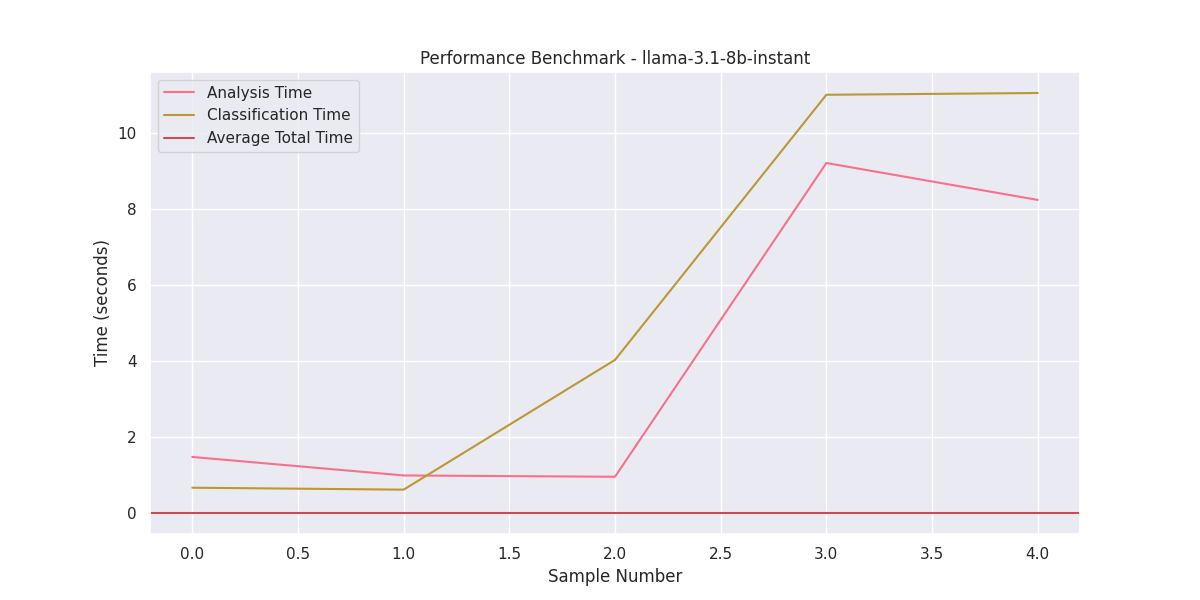 Performance Benchmark - llama-3.1-8b-instant
Analysis Time
Classification Time
Average Total Time
10
8
6
4
2
0
Time (seconds)
0.0 0.5 1.0 1.5 2.0 2.5 3.0 3.5 4.0
Sample Number